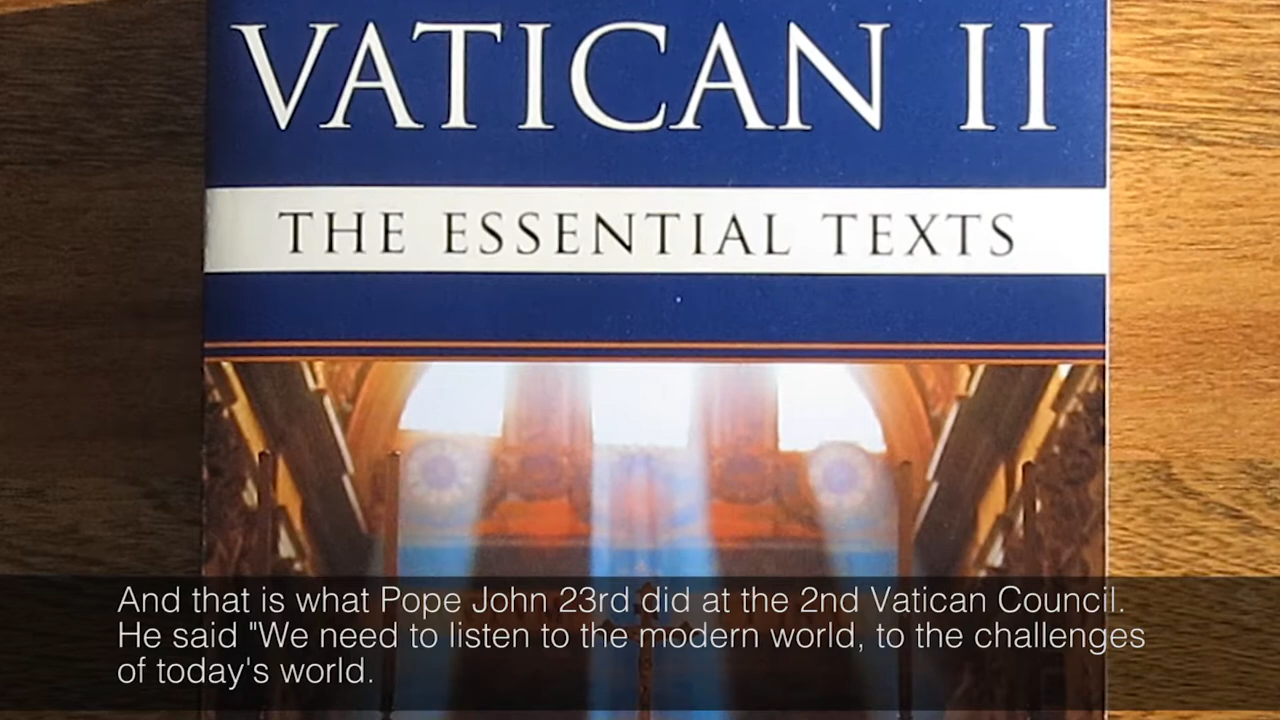 VATICAN II
THE ESSENTIAL TEXTS
And that is what Pope John 23rd did at the 2nd Vatican Council.
He said "We need to listen to the modern world, to the challenges
of today's world.